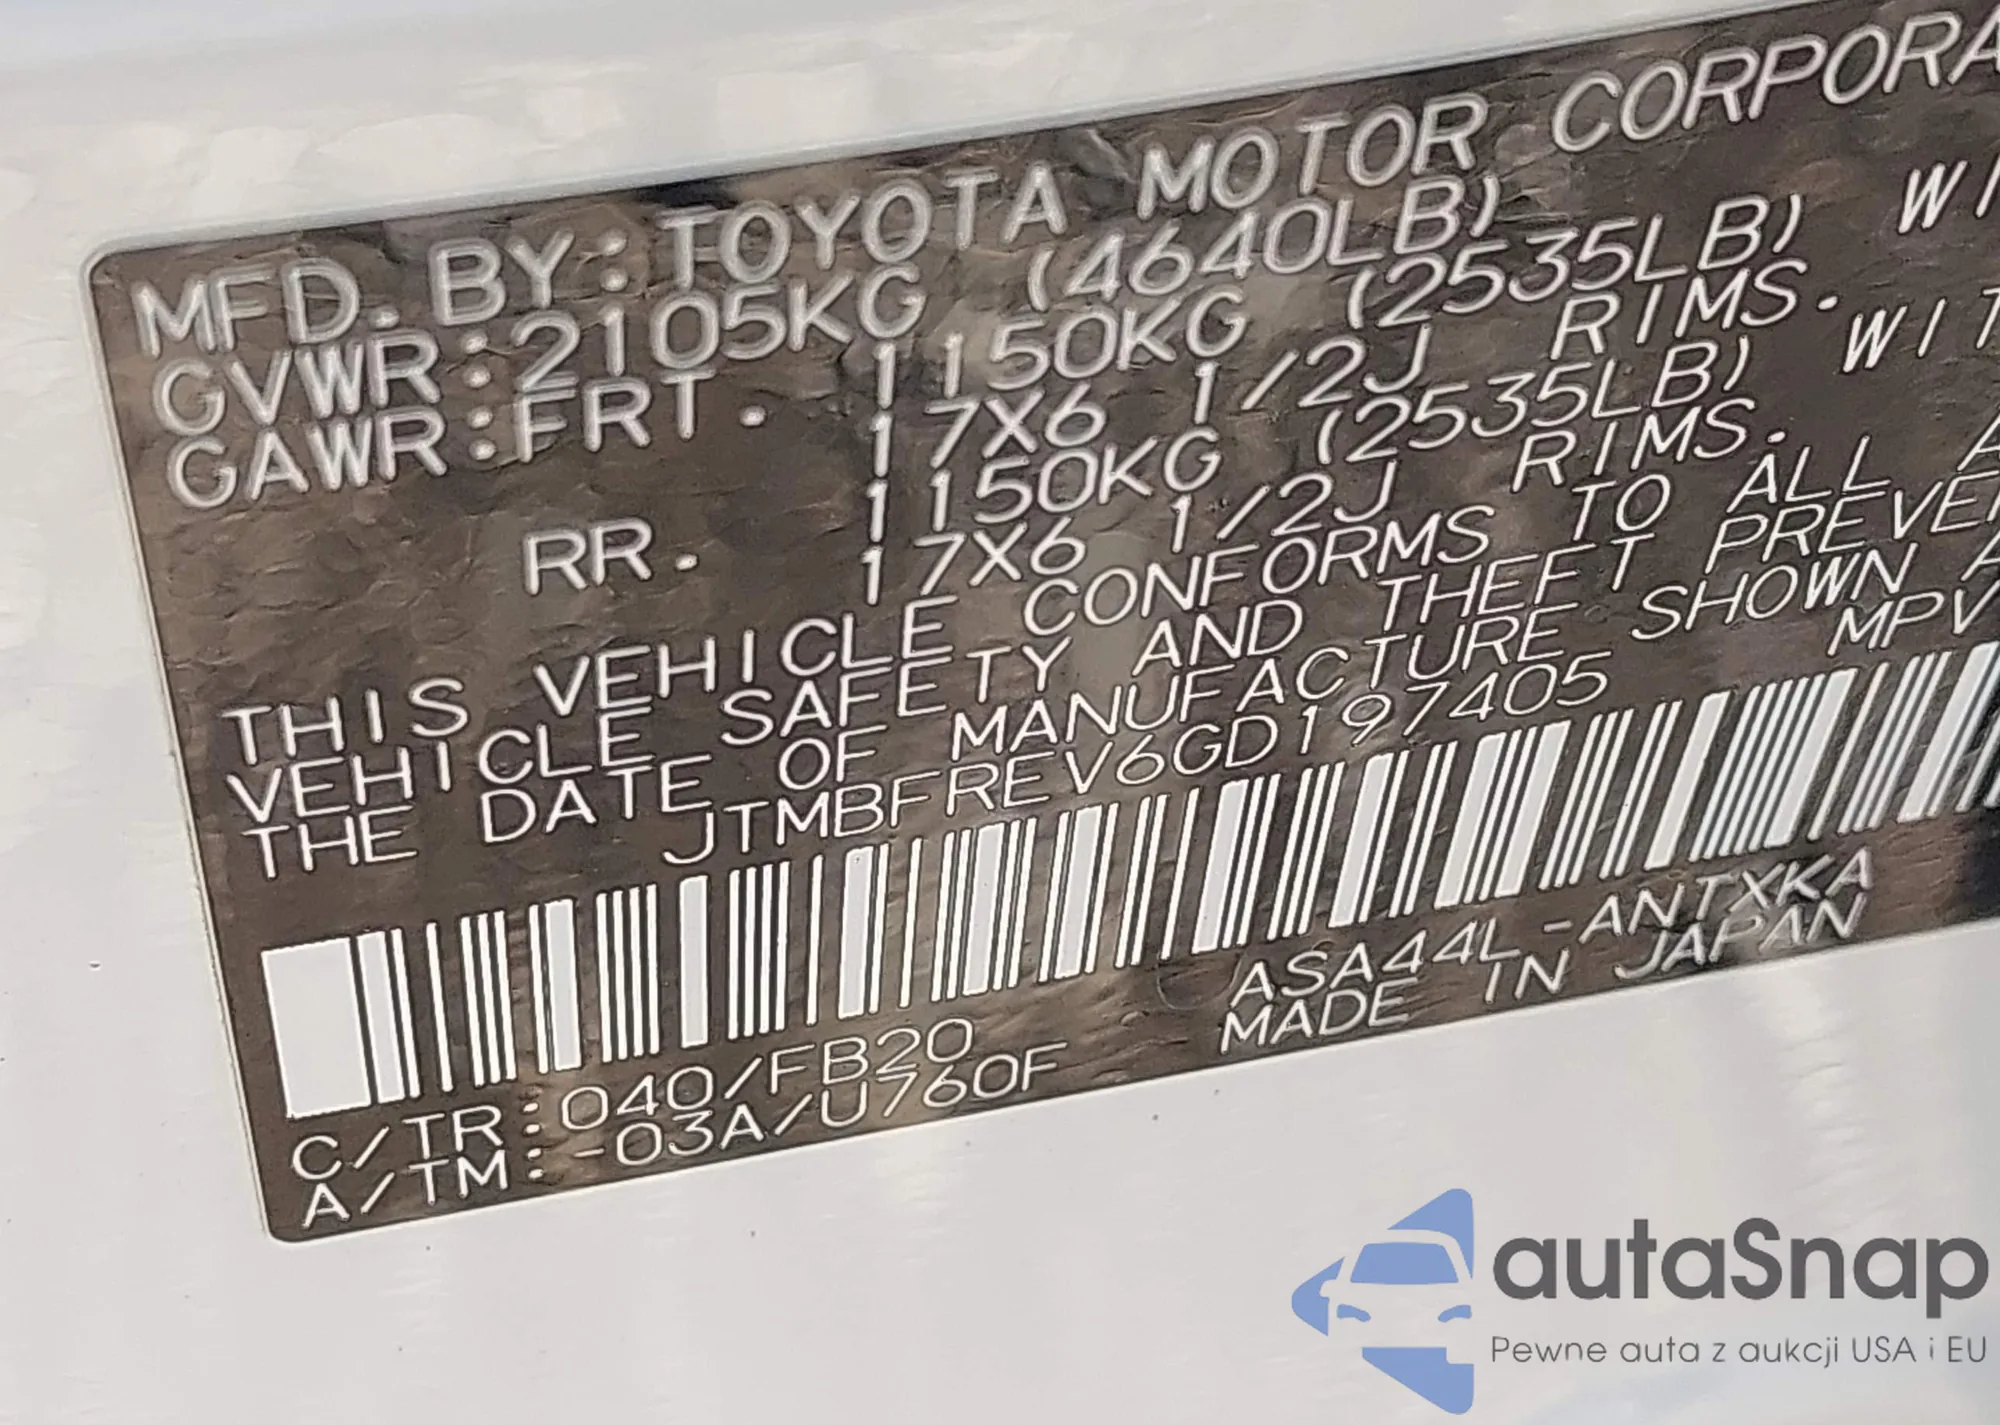 MFD. BY: TOYOTA MOTOR CORPORA
GVWR: 2105KG (4640LB)
GAWR: FRT. 1150KG (2535LB) WI
17X6 1/2J RIMS.
RR. 1150KG (2535LB) WIT
17X6 1/2J RIMS.
THIS VEHICLE CONFORMS TO ALL A
VEHICLE SAFETY AND THEFT PREVE
THE DATE OF MANUFACTURE SHOWN A
JTMBFREV6GD197405 MPV
ASA44L-ANTXKA
MADE IN JAPAN
C/TR: 040/FB20
A/TM: -03A/U760F
autaSnap
Pewne auta z aukcji USA i EU